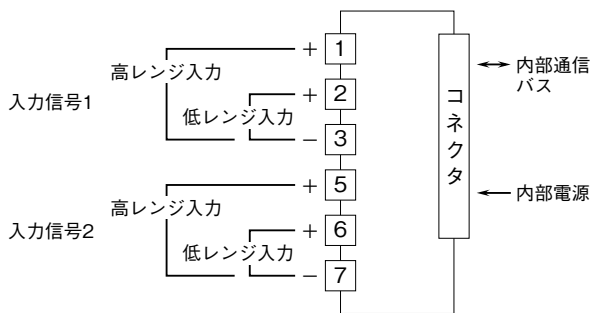 + 1
高レンジ入力
+ 2
入力信号1
低レンジ入力
− 3
+ 5
高レンジ入力
+ 6
入力信号2
低レンジ入力
− 7
コネクタ
内部通信
バス
内部電源